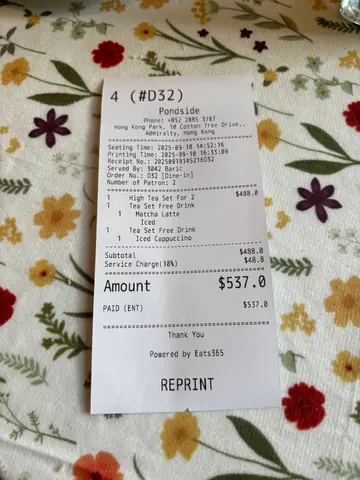 4 (#D32)
Pondside
Phone: +852 2885 3787
Hong Kong Park, 10 Cotton Tree Drive,,
Admiralty, Hong Kong
Seating Time: 2025-09-18 14:52:16
Printing Time: 2025-09-18 16:33:09
Receipt No.: 20250918145216D32
Served By: 3042 Baric
Order No.: D32 [Dine-in]
Number of Patron: 2
1 High Tea Set For 2 $488.0
1 Tea Set Free Drink
1 Matcha Latte
Iced
1 Tea Set Free Drink
1 Iced Cappuccino
Subtotal $488.0
Service Charge(10%) $48.8
Amount $537.0
PAID (ENT) $537.0
Thank You
Powered by Eats365
REPRINT